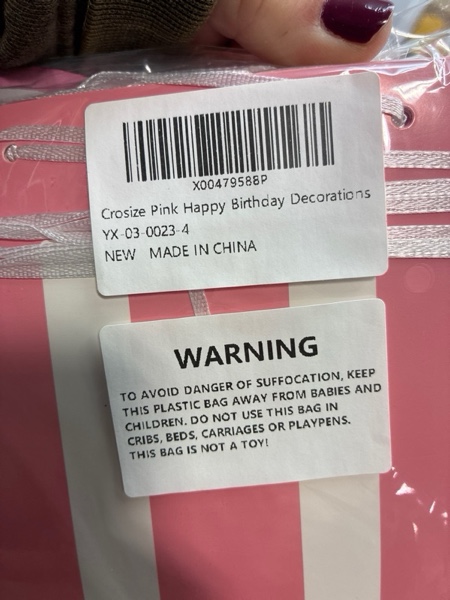 X00479588P
Crosize Pink Happy Birthday Decorations
YX-03-0023-4
NEW MADE IN CHINA
WARNING
TO AVOID DANGER OF SUFFOCATION, KEEP
THIS PLASTIC BAG AWAY FROM BABIES AND
CHILDREN. DO NOT USE THIS BAG IN
CRIBS, BEDS, CARRIAGES OR PLAYPENS.
THIS BAG IS NOT A TOY!